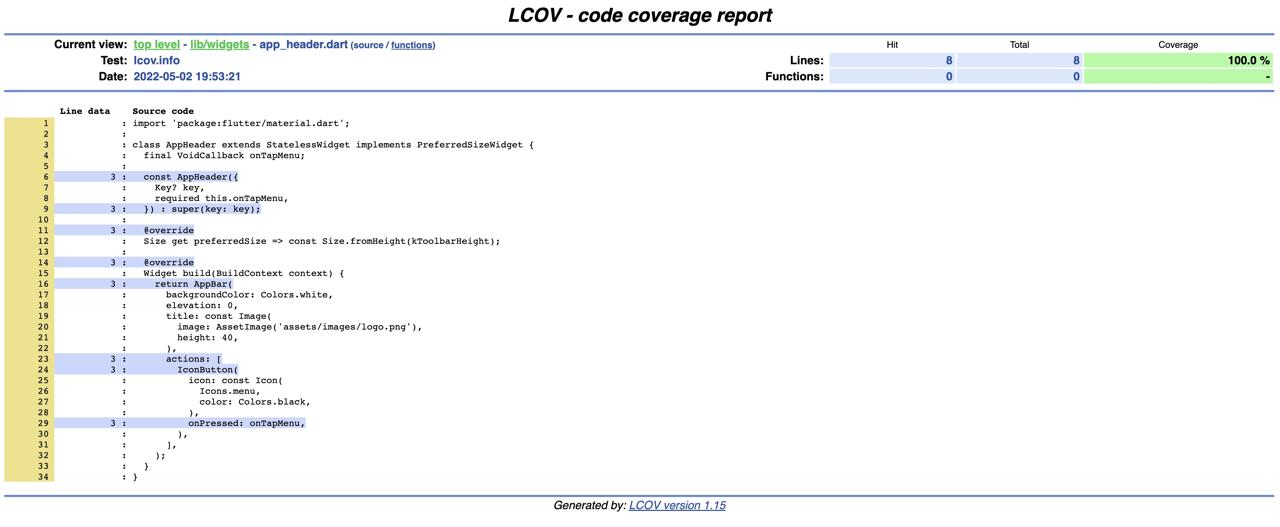 LCOV - code coverage report
Current view: top level - lib/widgets - app_header.dart (source / functions) Hit Total Coverage
Test: lcov.info Lines: 8 8 100.0 %
Date: 2022-05-02 19:53:21 Functions: 0 0 -
Line data Source code
1 : import 'package:flutter/material.dart';
2 :
3 : class AppHeader extends StatelessWidget implements PreferredSizeWidget {
4 :   final VoidCallback onTapMenu;
5 :
6 3 :   const AppHeader({
7 :     Key? key,
8 :     required this.onTapMenu,
9 3 :   }) : super(key: key);
10 :
11 3 :   @override
12 :   Size get preferredSize => const Size.fromHeight(kToolbarHeight);
13 :
14 3 :   @override
15 :   Widget build(BuildContext context) {
16 3 :     return AppBar(
17 :       backgroundColor: Colors.white,
18 :       elevation: 0,
19 :       title: const Image(
20 :         image: AssetImage('assets/images/logo.png'),
21 :         height: 40,
22 :       ),
23 3 :       actions: [
24 3 :         IconButton(
25 :           icon: const Icon(
26 :             Icons.menu,
27 :             color: Colors.black,
28 :           ),
29 3 :           onPressed: onTapMenu,
30 :         ),
31 :       ],
32 :     );
33 :   }
34 : }
Generated by: LCOV version 1.15